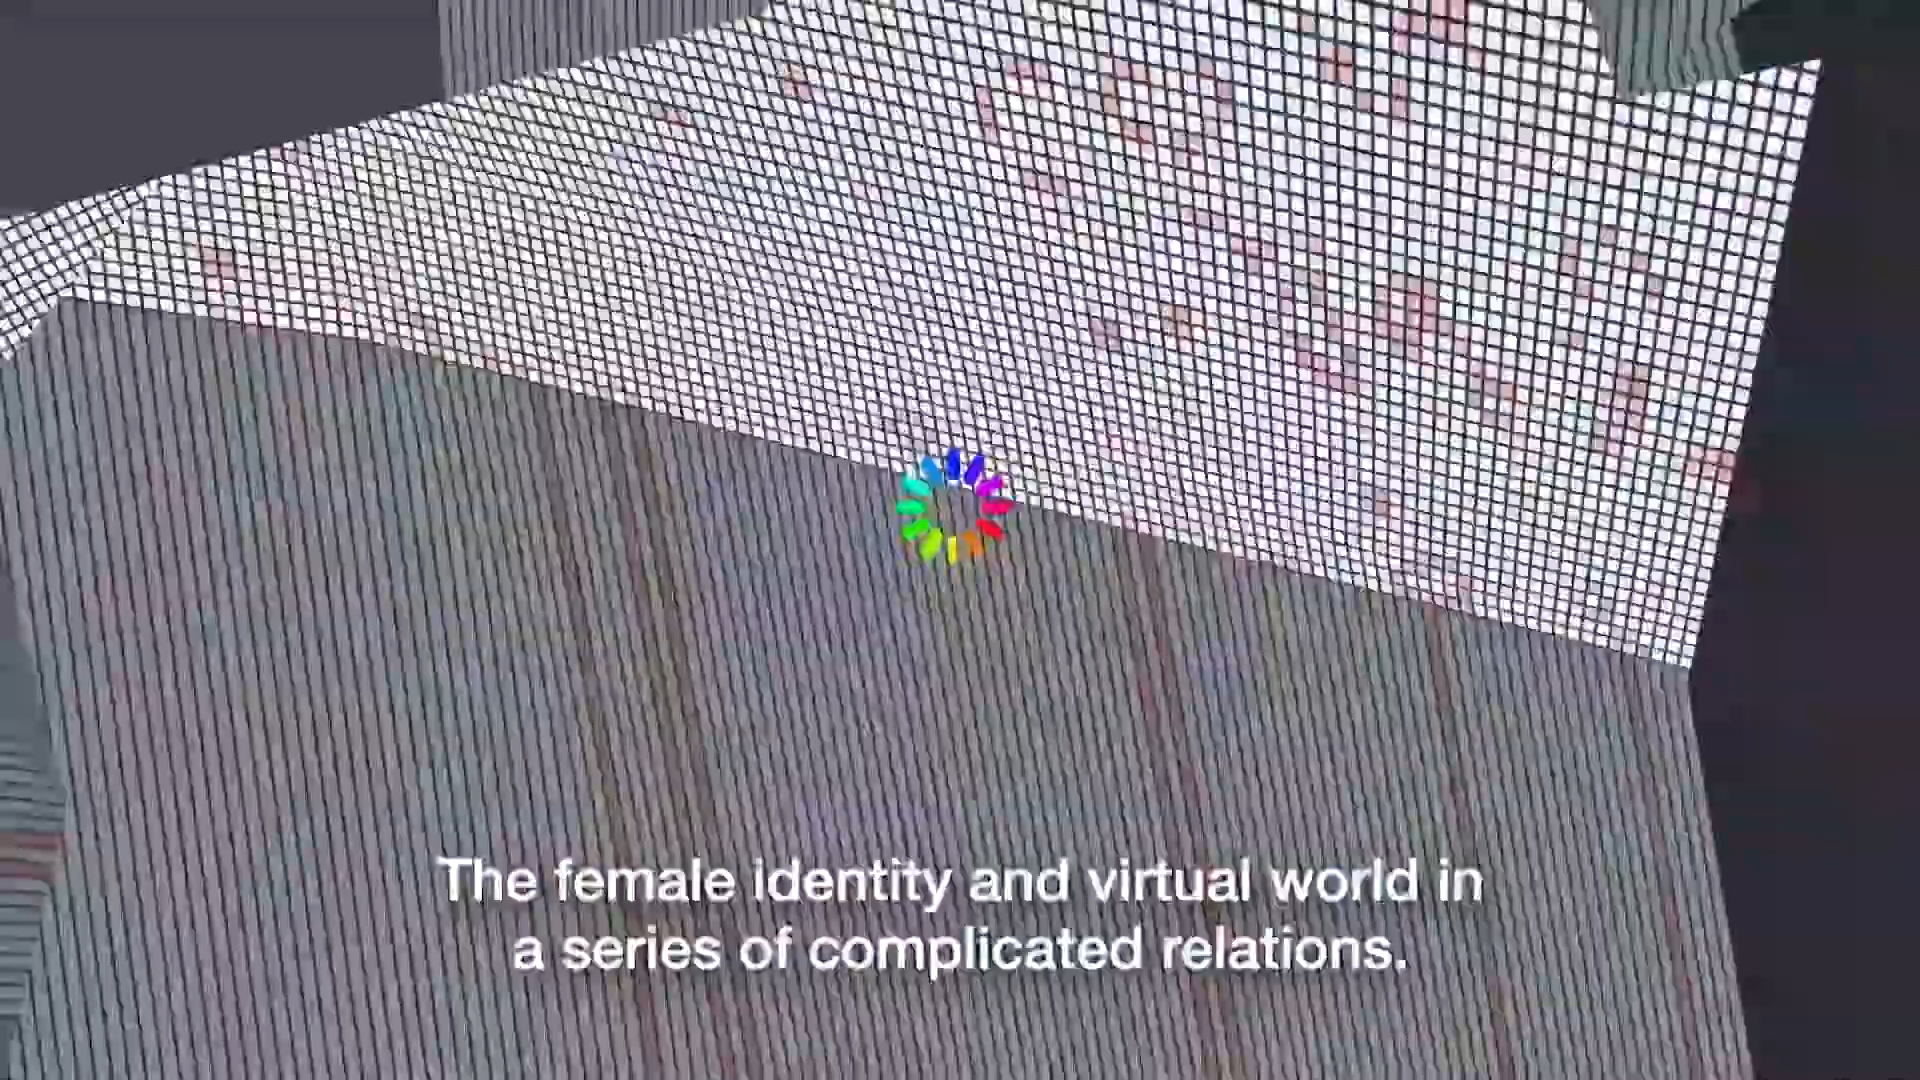 The female identity and virtual world in
a series of complicated relations.